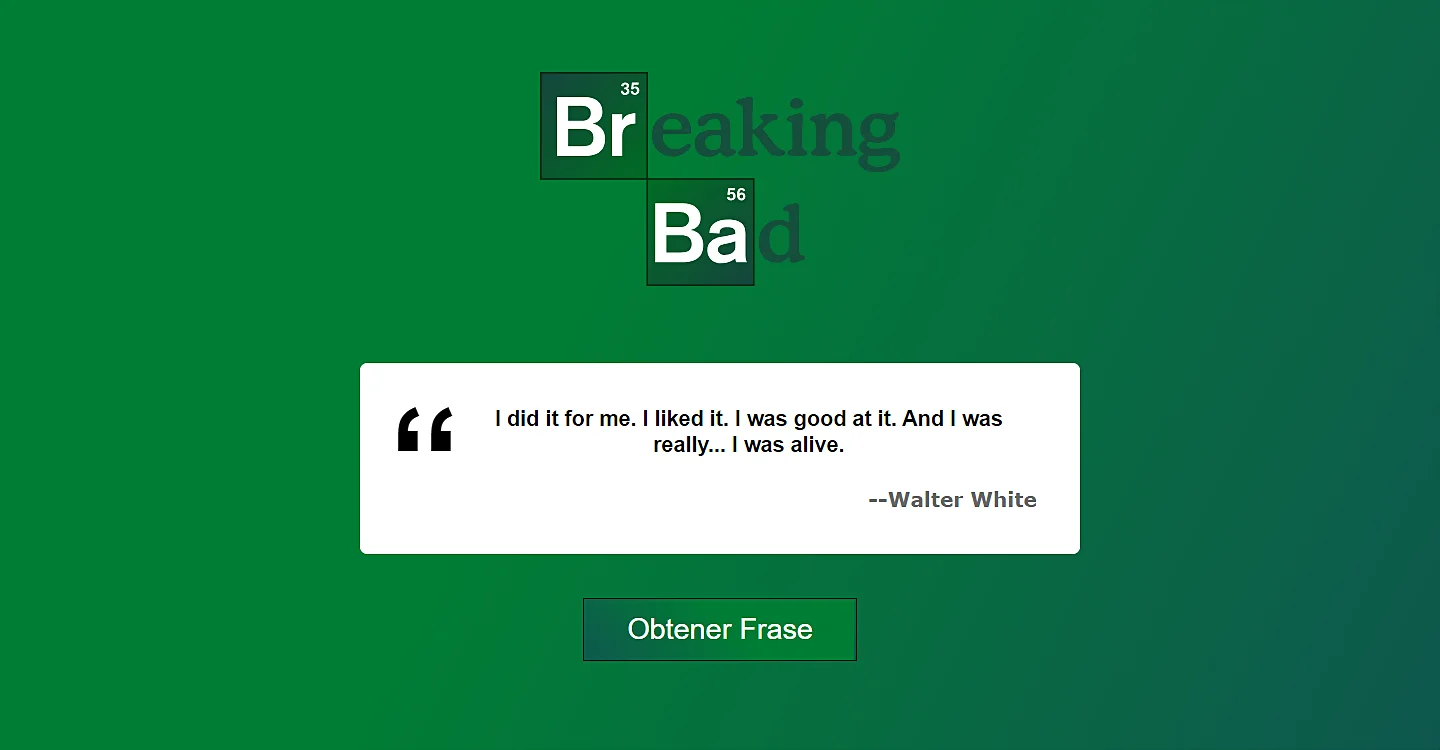 35
Breaking
56
Bad
“ I did it for me. I liked it. I was good at it. And I was
really... I was alive.
--Walter White
Obtener Frase